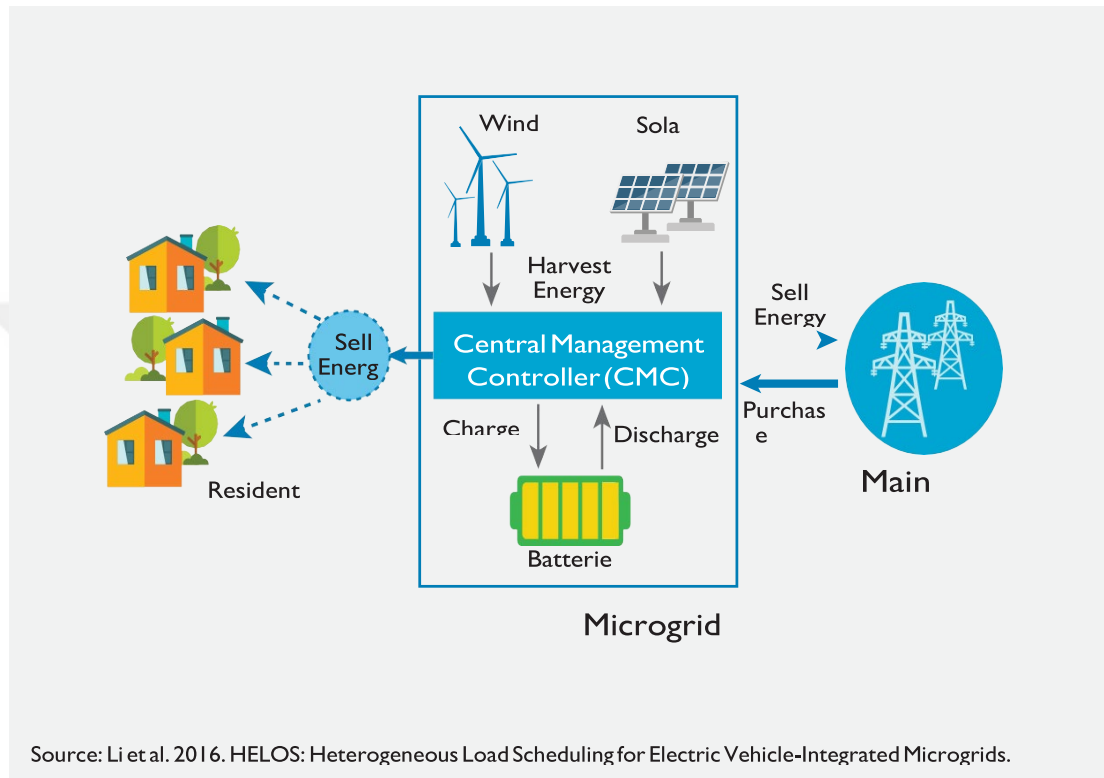 Wind
Sola
Harvest
Energy
Sell
Energy
Central Management
Controller (CMC)
Sell
Energ
Purchas
e
Charge
Discharge
Main
Resident
Batterie
Microgrid
Source: Li et al. 2016. HELOS: Heterogeneous Load Scheduling for Electric Vehicle-Integrated Microgrids.